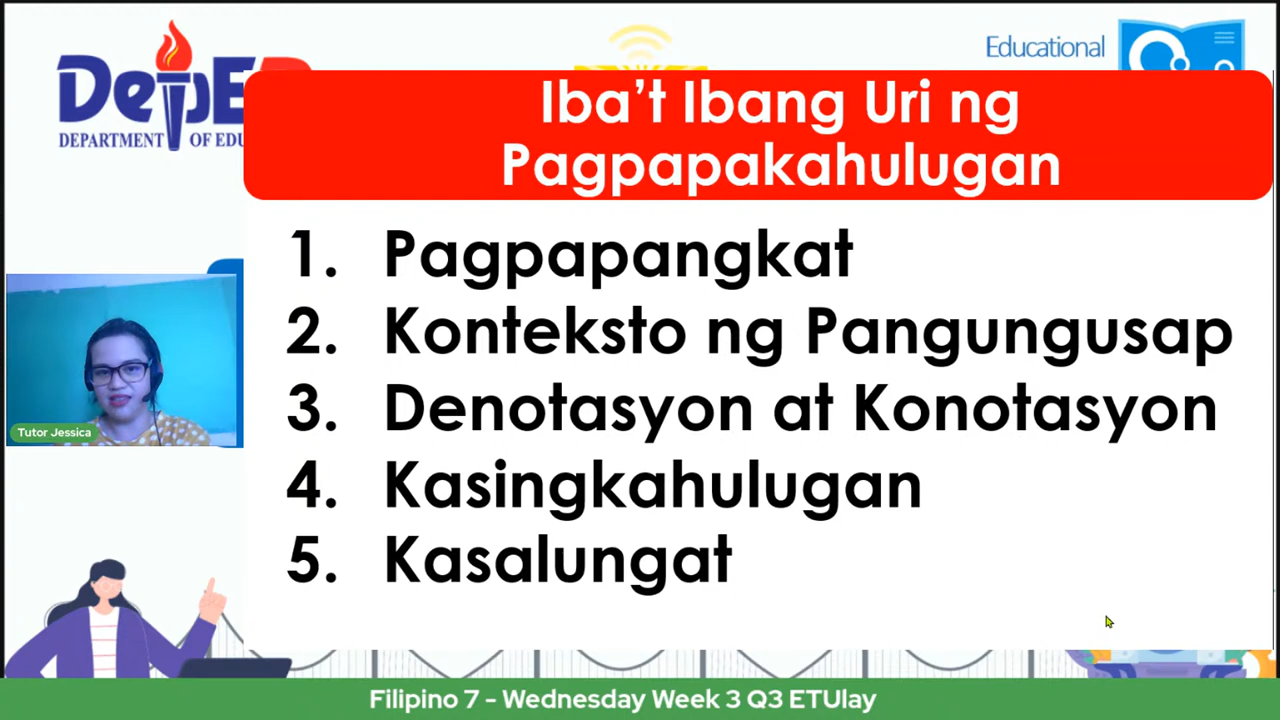 DepE
DEPARTMENT OF EDU
Educational
Iba't Ibang Uri ng
Pagpapakahulugan
1. Pagpapangkat
2. Konteksto ng Pangungusap
3. Denotasyon at Konotasyon
4. Kasingkahulugan
5. Kasalungat
Tutor Jessica
Filipino 7 - Wednesday Week 3 Q3 ETUlay